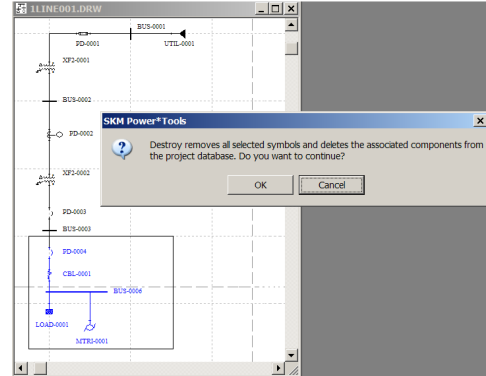 1LINE001.DRW
BUS-0001
PD-0001
UTIL-0001
XF2-0001
BUS-0002
SKM Power*Tools
PD-0002
Destroy removes all selected symbols and deletes the associated components from
the project database. Do you want to continue?
OK
Cancel
XF2-0002
PD-0003
BUS-0003
PD-0004
CBL-0001
BUS-0006
LOAD-0001
MTRI-0001